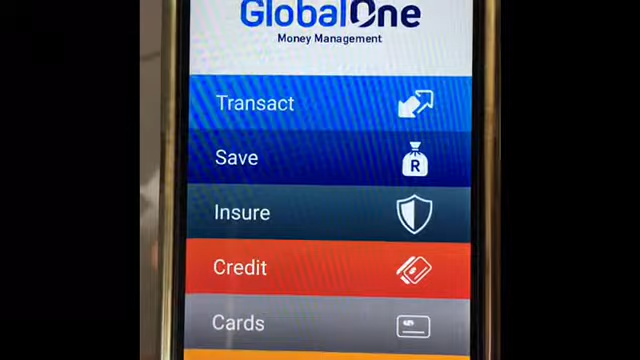 GlobalOne
Money Management
Transact
Save
R
Insure
Credit
Cards